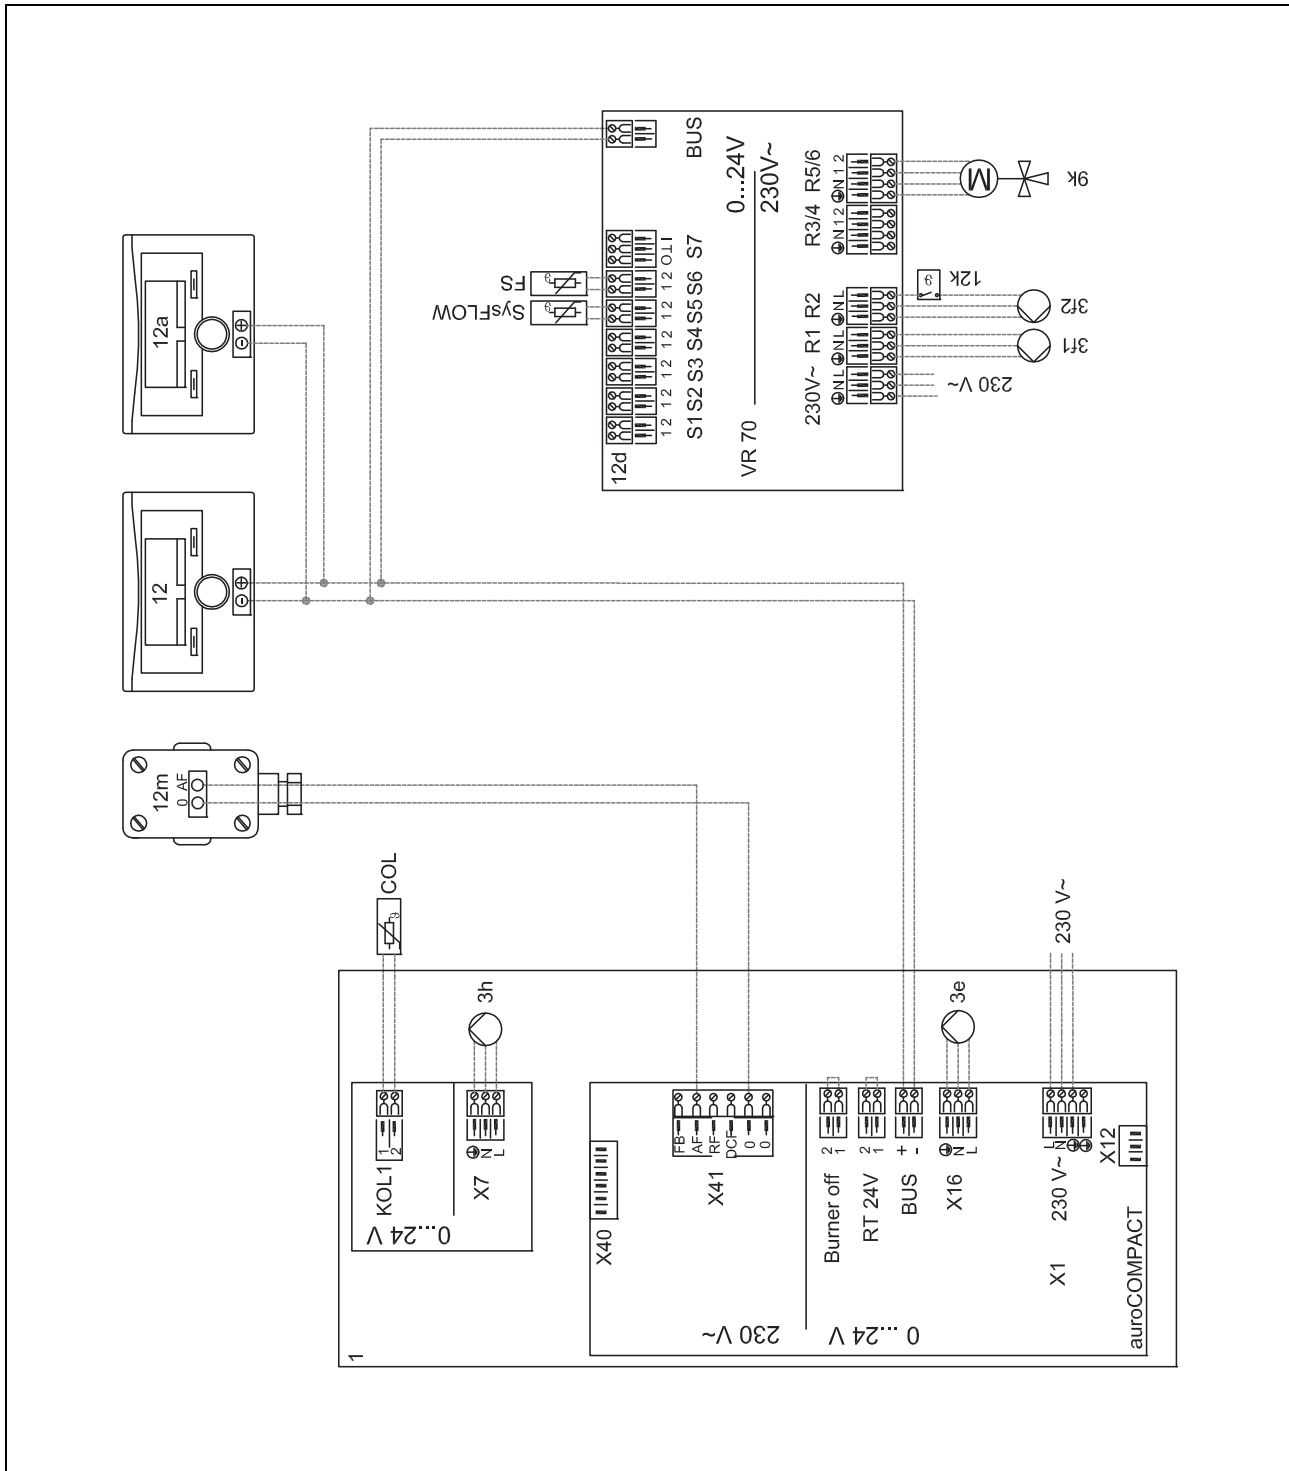 BUS
0...24V
230V~
R5/6
⏚ N 1 2
9k
R3/4
⏚ N 1 2
12a
S7
O T I
FS
S6
1 2
SysFLOW
S5
1 2
S4
1 2
S3
1 2
S2
1 2
S1
1 2
12k
R2
⏚ N L
3f2
R1
⏚ N L
3f1
230V~
⏚ N L
230 V~
VR 70
12d
12
12m
0 AF
COL
3h
3e
230 V~
KOL1
1
2
X7
⏚
N
L
0...24 V
X40
X41
FB
AF
RF
DCF
0
0
Burner off
2
1
RT 24V
2
1
BUS
+
-
X16
⏚
N
L
230 V~
L
N
⏚
⏚
X1
X12
230 V~
0...24 V
auroCOMPACT
1